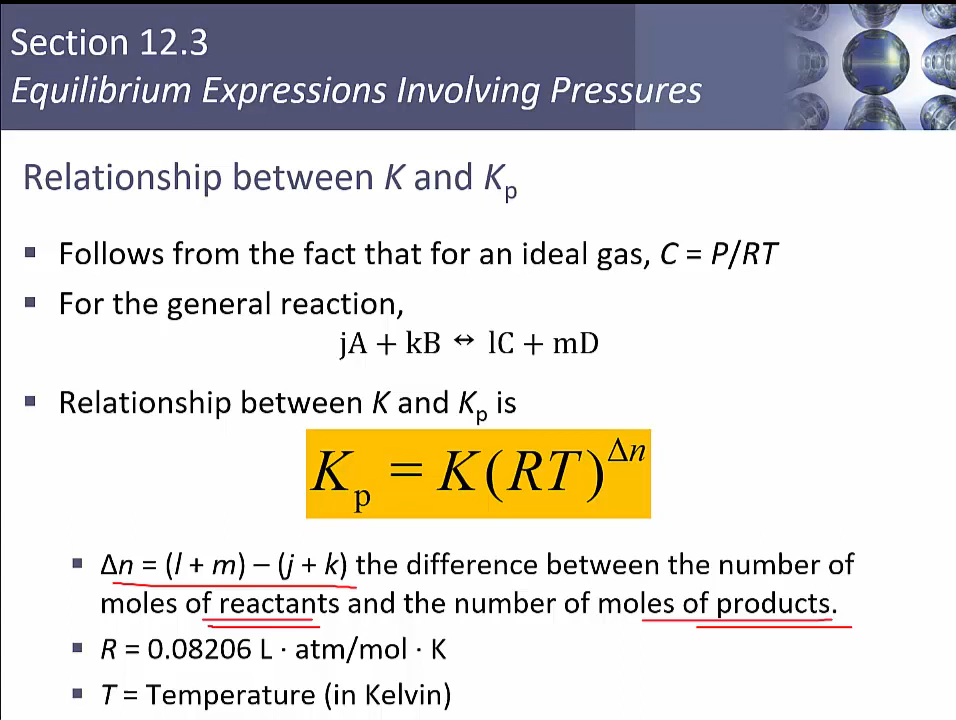 Section 12.3
Equilibrium Expressions Involving Pressures
Relationship between K and Kp
▪ Follows from the fact that for an ideal gas, C = P/RT
▪ For the general reaction,
jA + kB ↔ lC + mD
▪ Relationship between K and Kp is
Kp = K(RT)^Δn
▪ Δn = (l + m) – (j + k) the difference between the number of
moles of reactants and the number of moles of products.
▪ R = 0.08206 L · atm/mol · K
▪ T = Temperature (in Kelvin)